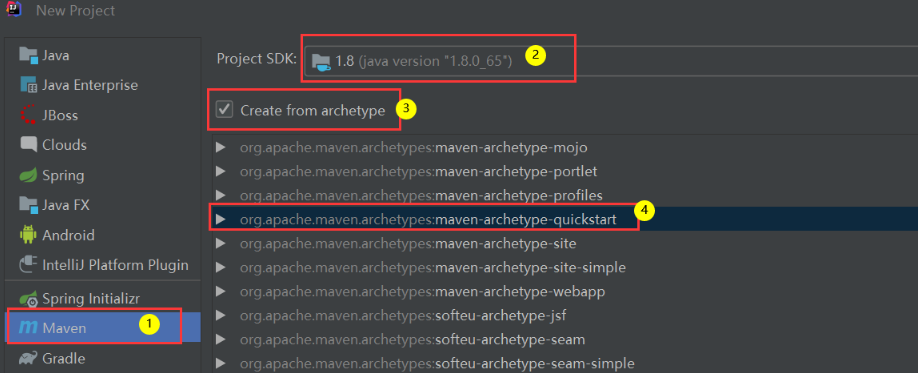 New Project
Java
Java Enterprise
JBoss
Clouds
Spring
Java FX
Android
IntelliJ Platform Plugin
Spring Initializr
Maven 1
Gradle
Project SDK: 1.8 (java version "1.8.0_65") 2
Create from archetype 3
org.apache.maven.archetypes:maven-archetype-mojo
org.apache.maven.archetypes:maven-archetype-portlet
org.apache.maven.archetypes:maven-archetype-profiles
org.apache.maven.archetypes:maven-archetype-quickstart 4
org.apache.maven.archetypes:maven-archetype-site
org.apache.maven.archetypes:maven-archetype-site-simple
org.apache.maven.archetypes:maven-archetype-webapp
org.apache.maven.archetypes:softeu-archetype-jsf
org.apache.maven.archetypes:softeu-archetype-seam
org.apache.maven.archetypes:softeu-archetype-seam-simple